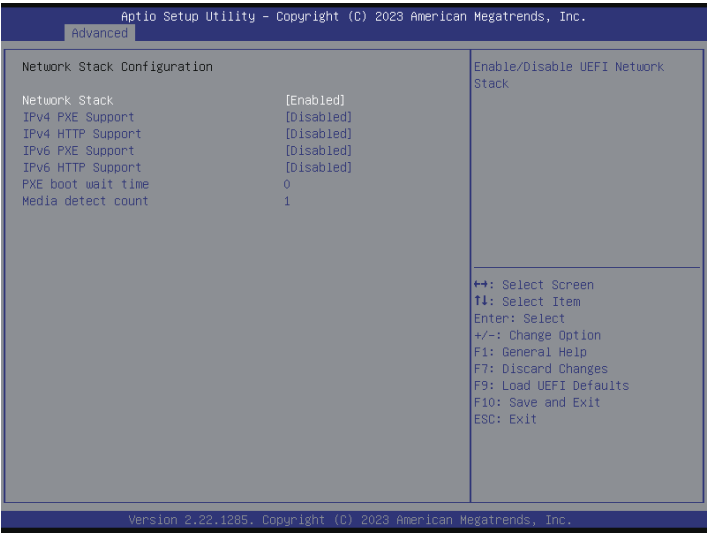 Aptio Setup Utility – Copyright (C) 2023 American Megatrends, Inc.
Advanced
Network Stack Configuration
Network Stack [Enabled]
IPv4 PXE Support [Disabled]
IPv4 HTTP Support [Disabled]
IPv6 PXE Support [Disabled]
IPv6 HTTP Support [Disabled]
PXE boot wait time 0
Media detect count 1
Enable/Disable UEFI Network
Stack
↔: Select Screen
↑↓: Select Item
Enter: Select
+/-: Change Option
F1: General Help
F7: Discard Changes
F9: Load UEFI Defaults
F10: Save and Exit
ESC: Exit
Version 2.22.1285. Copyright (C) 2023 American Megatrends, Inc.